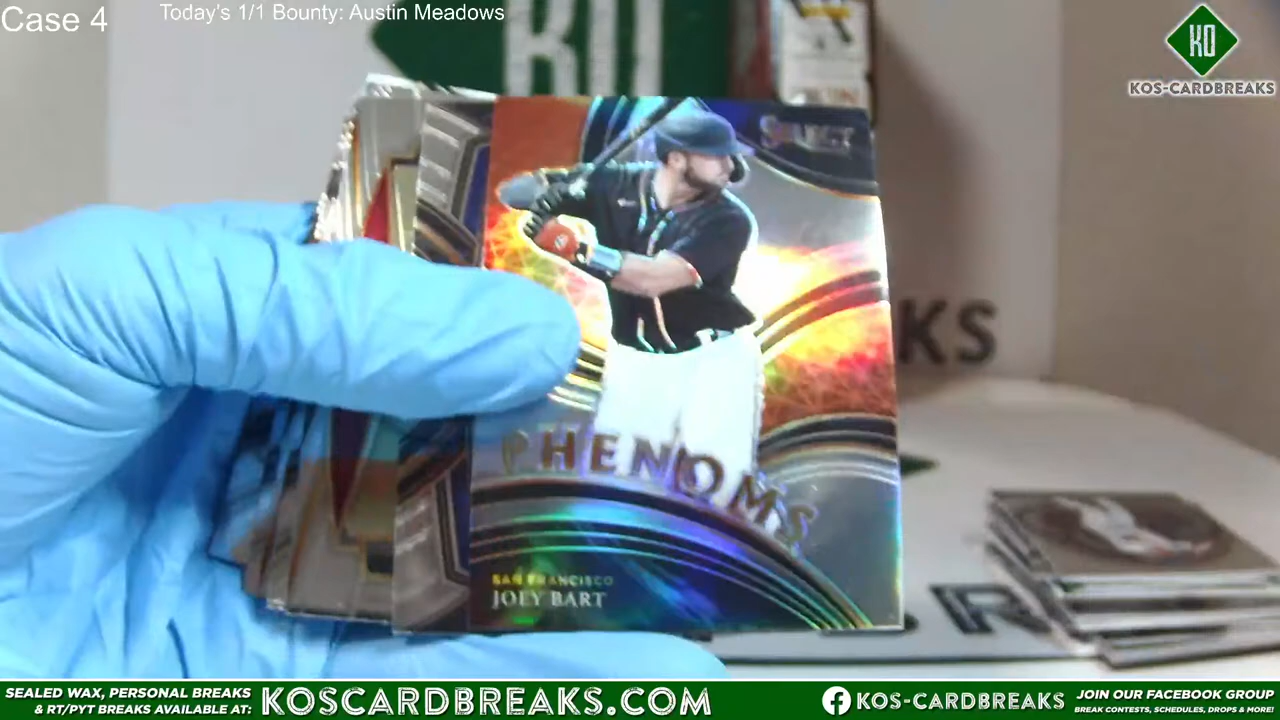 Case 4
Today's 1/1 Bounty: Austin Meadows
KO
KO
KOS-CARDBREAKS
SELECT
KS
PHENOMS
SAN FRANCISCO
JOEY BART
SEALED WAX, PERSONAL BREAKS
& RT/PYT BREAKS AVAILABLE AT:
KOSCARDBREAKS.COM
KOS-CARDBREAKS
JOIN OUR FACEBOOK GROUP
BREAK CONTESTS, SCHEDULES, DROPS & MORE!